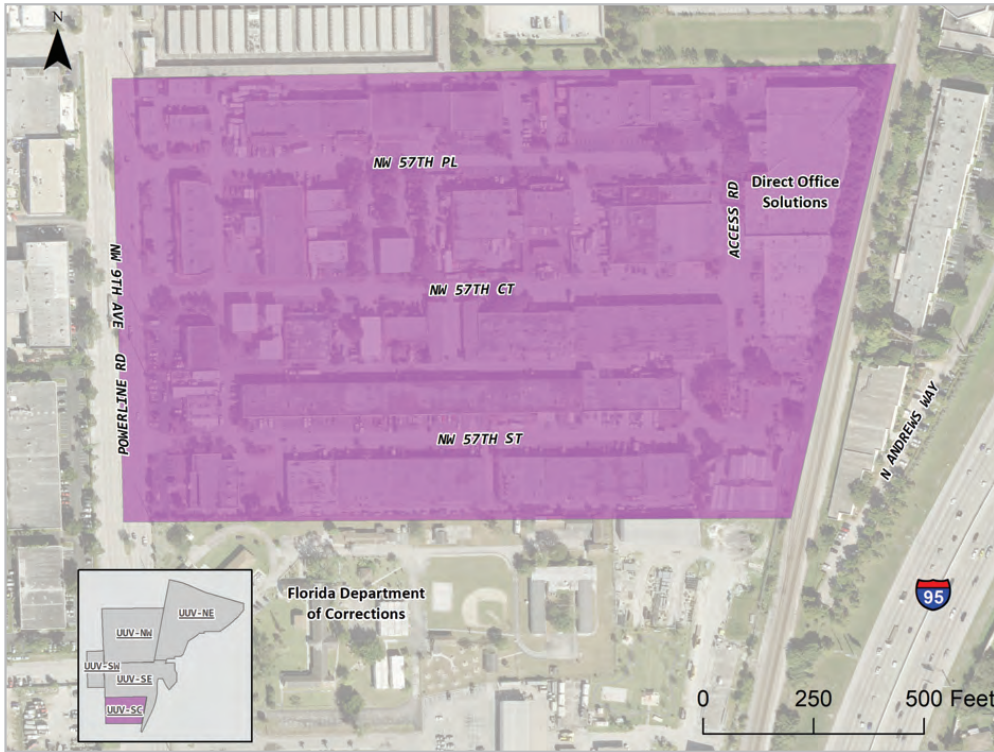 N
NW 57TH PL
Direct Office
Solutions
ACCESS RD
NW 9TH AVE
NW 57TH CT
POWERLINE RD
N ANDREWS WAY
NW 57TH ST
Florida Department
of Corrections
95
UUV-NE
UUV-NW
UUV-SW
UUV-SE
UUV-SC
0 250 500 Feet